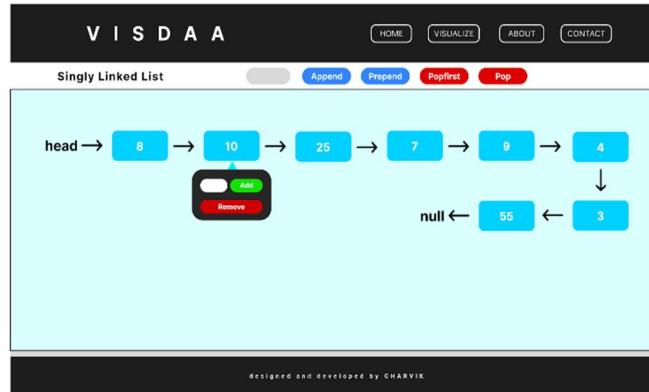 V I S D A A
HOME VISUALIZE ABOUT CONTACT
Singly Linked List Append Prepend Popfirst Pop
head 8 10 25 7 9 4
Add
Remove
null 55 3
designed and developed by CHARVIK